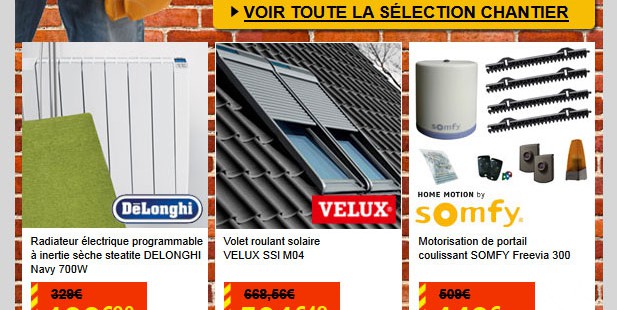 VOIR TOUTE LA SÉLECTION CHANTIER
DeLonghi
VELUX
somfy
HOME MOTION by
somfy
Radiateur électrique programmable
à inertie sèche steatite DELONGHI
Navy 700W
Volet roulant solaire
VELUX SSI M04
Motorisation de portail
coulissant SOMFY Freevia 300
329€
668,56€
509€